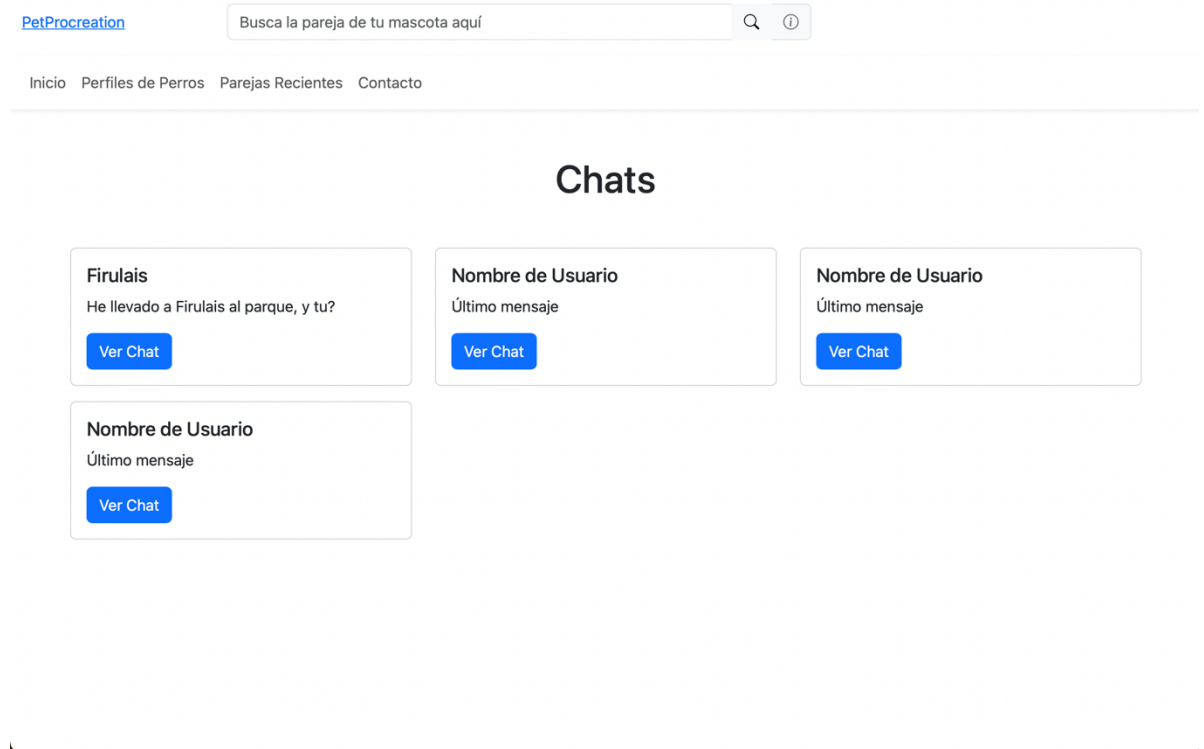 PetProcreation
Busca la pareja de tu mascota aquí
Inicio Perfiles de Perros Parejas Recientes Contacto
Chats
Firulais
He llevado a Firulais al parque, y tu?
Ver Chat
Nombre de Usuario
Último mensaje
Ver Chat
Nombre de Usuario
Último mensaje
Ver Chat
Nombre de Usuario
Último mensaje
Ver Chat